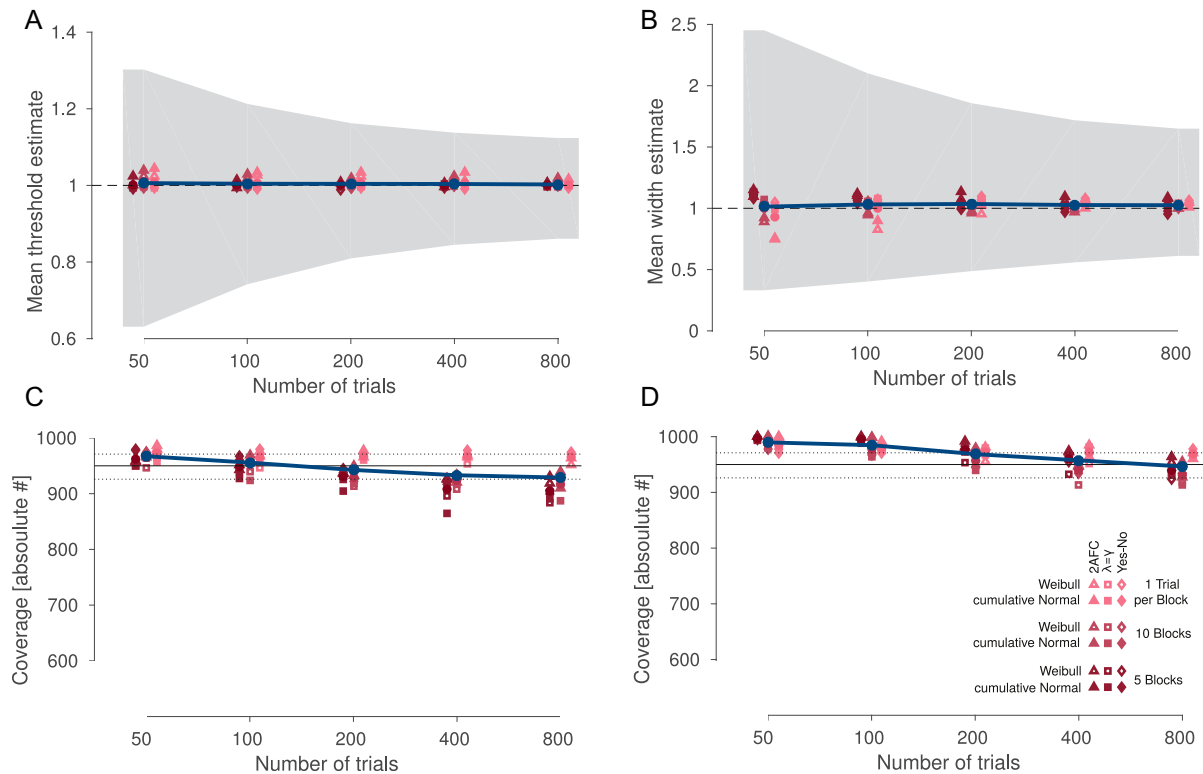 A
1.4
1.2
1
0.8
0.6
Mean threshold estimate
50 100 200 400 800
Number of trials
B
2.5
2
1.5
1
0.5
0
Mean width estimate
50 100 200 400 800
Number of trials
C
1000
900
800
700
600
Coverage [absoulute #]
50 100 200 400 800
Number of trials
D
1000
900
800
700
600
Coverage [absolute #]
2AFC
λ=γ
Yes-No
Weibull 1 Trial
cumulative Normal per Block
Weibull 10 Blocks
cumulative Normal
Weibull 5 Blocks
cumulative Normal
50 100 200 400 800
Number of trials